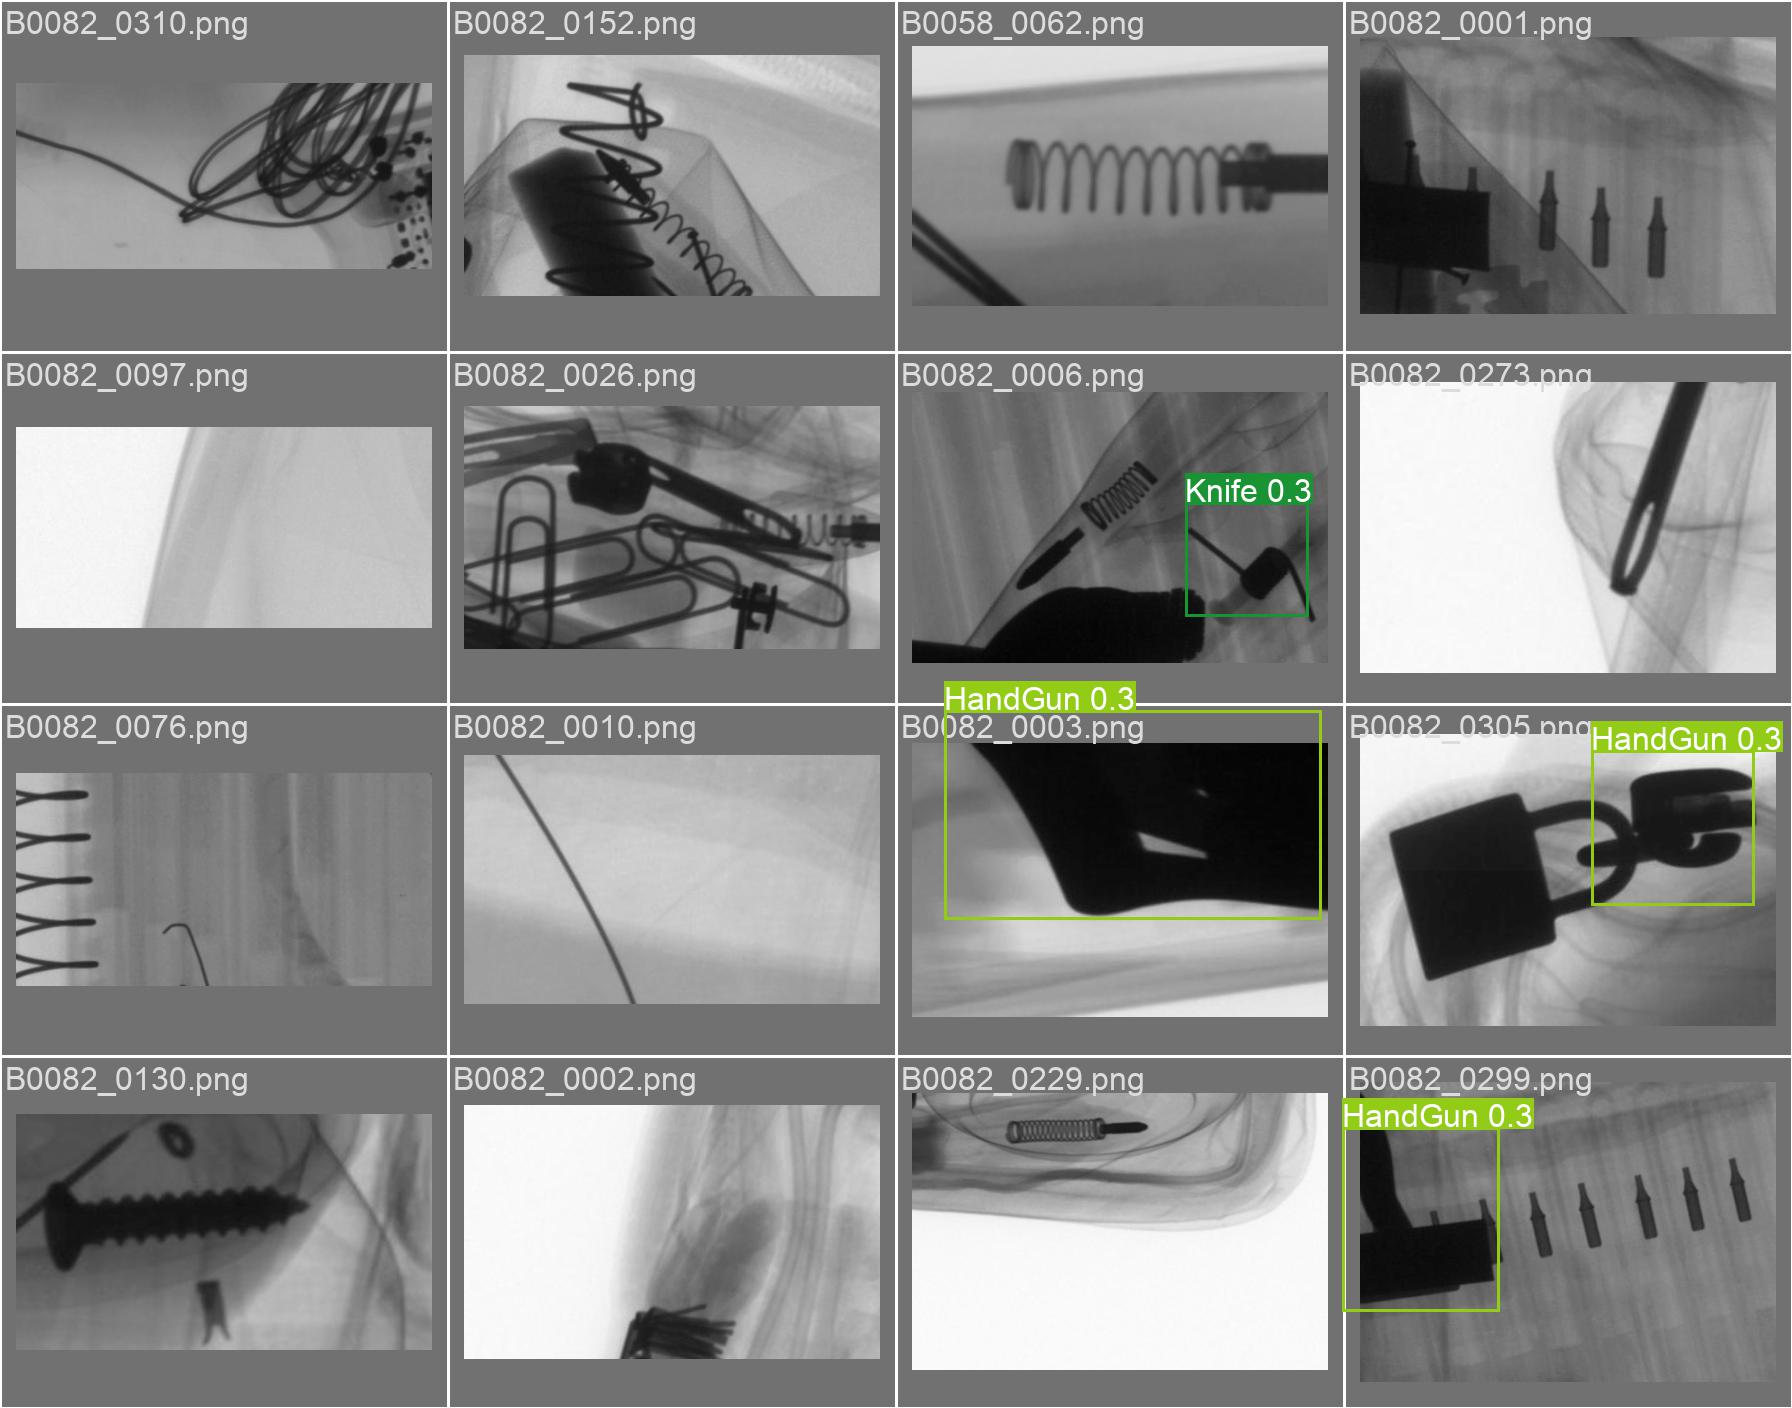 B0082_0310.png
B0082_0152.png
B0058_0062.png
B0082_0001.png
B0082_0097.png
B0082_0026.png
B0082_0006.png
B0082_0273.png
Knife 0.3
B0082_0076.png
B0082_0010.png
HandGun 0.3
B0082_0003.png
B0082_0305.png
HandGun 0.3
B0082_0130.png
B0082_0002.png
B0082_0229.png
B0082_0299.png
HandGun 0.3